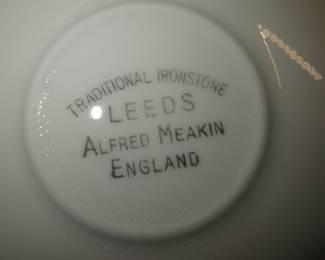 TRADITIONAL IRONSTONE
LEEDS
ALFRED MEAKIN
ENGLAND